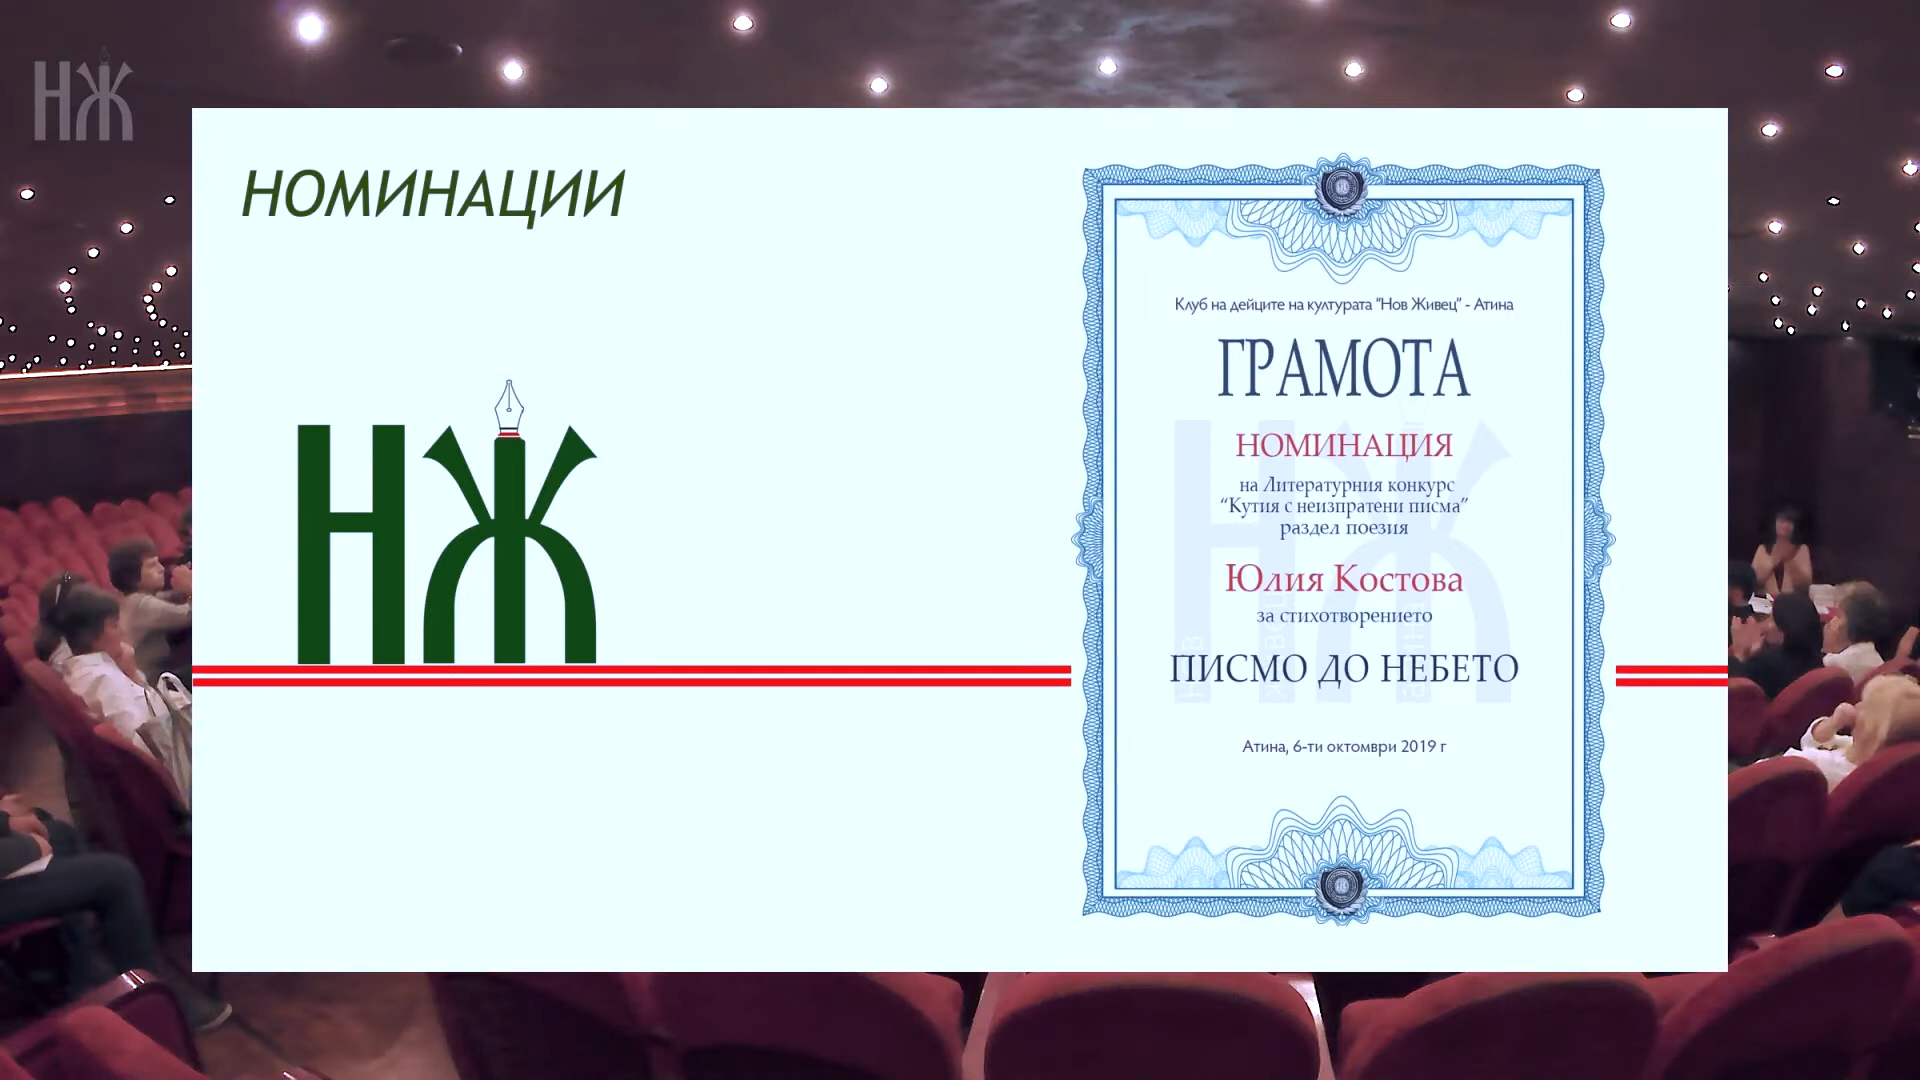 НЖ
НОМИНАЦИИ
НЖ
Клуб на дейците на културата "Нов Живец" - Атина
ГРАМОТА
НОМИНАЦИЯ
на Литературния конкурс
"Кутия с неизпратени писма"
раздел поезия
Юлия Костова
за стихотворението
ПИСМО ДО НЕБЕТО
Атина, 6-ти октомври 2019 г